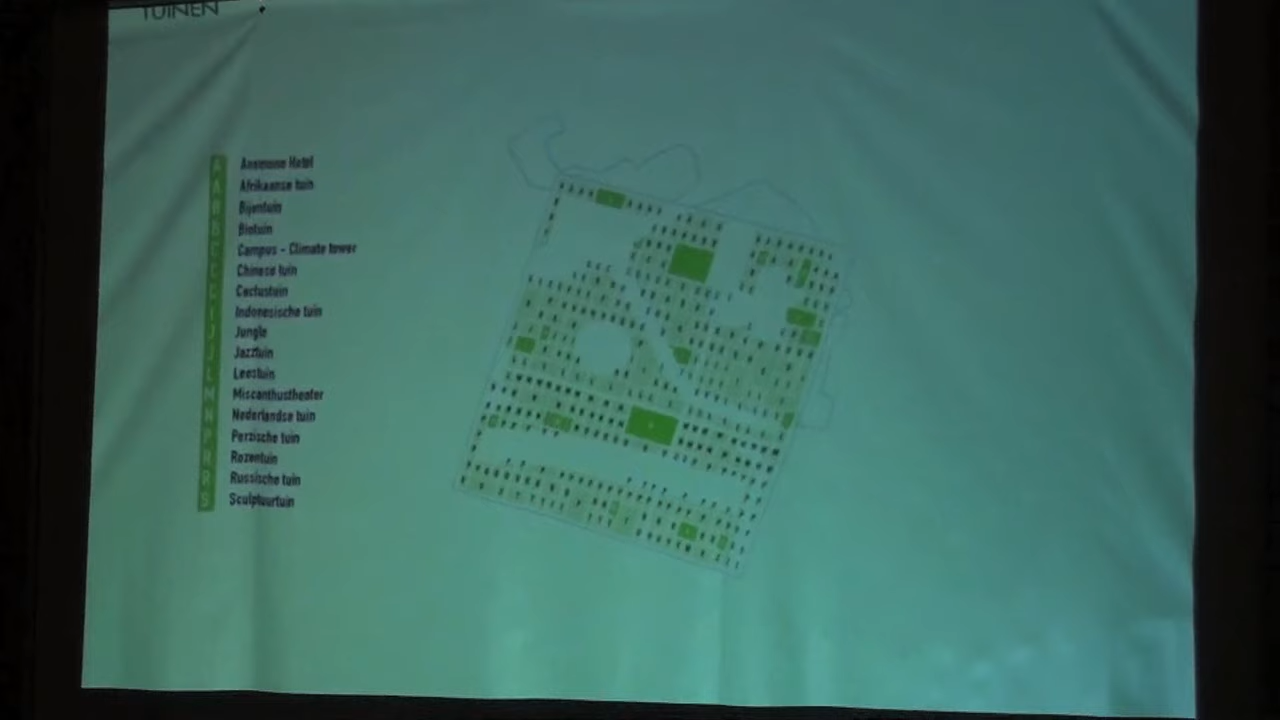 TUINEN
A Anemone Hotel
A Afrikaanse tuin
B Bijentuin
B Biotuin
C Campus - Climate tower
C Chinese tuin
C Cactustuin
I Indonesische tuin
J Jungle
J Jazztuin
L Leestuin
M Miscanthustheater
N Nederlandse tuin
P Perzische tuin
R Rozentuin
R Russische tuin
S Sculptuurtuin